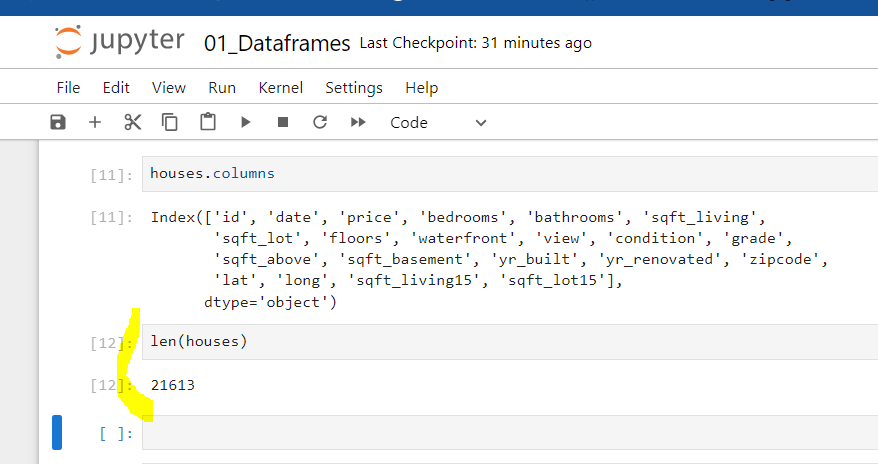 jupyter 01_Dataframes Last Checkpoint: 31 minutes ago
File Edit View Run Kernel Settings Help
Code
[11]: houses.columns
[11]: Index(['id', 'date', 'price', 'bedrooms', 'bathrooms', 'sqft_living',
'sqft_lot', 'floors', 'waterfront', 'view', 'condition', 'grade',
'sqft_above', 'sqft_basement', 'yr_built', 'yr_renovated', 'zipcode',
'lat', 'long', 'sqft_living15', 'sqft_lot15'],
dtype='object')
[12]: len(houses)
[12]: 21613
[ ]: